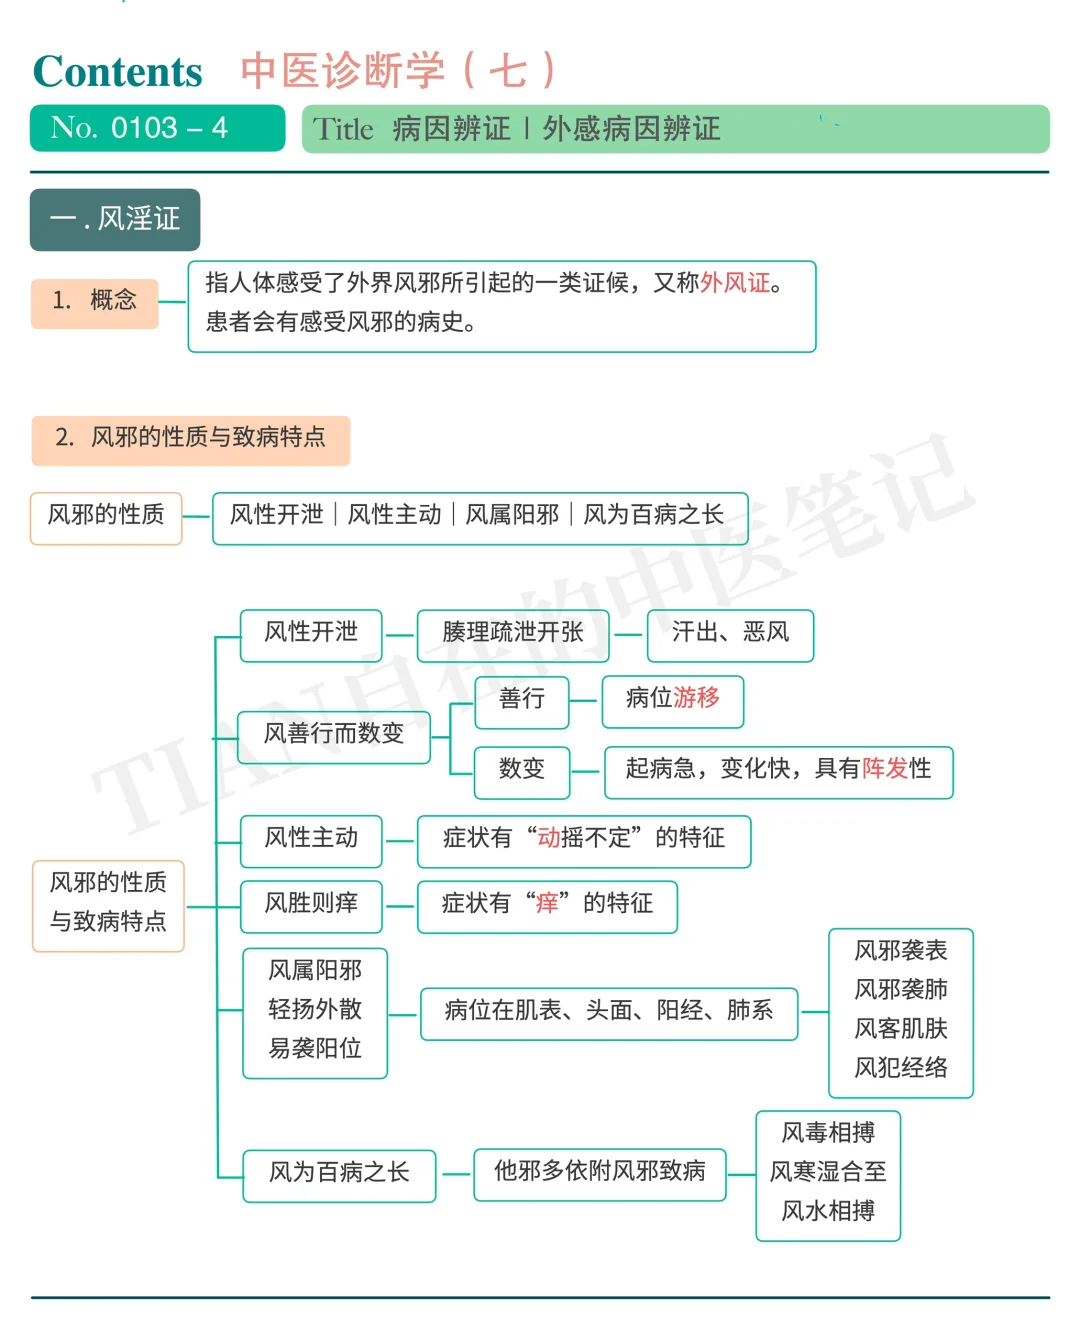 Contents 中医诊断学（七）
No. 0103 – 4
Title 病因辨证｜外感病因辨证
一 . 风淫证
1. 概念
指人体感受了外界风邪所引起的一类证候，又称外风证。
患者会有感受风邪的病史。
2. 风邪的性质与致病特点
风邪的性质
风性开泄｜风性主动｜风属阳邪｜风为百病之长
风邪的性质
与致病特点
风性开泄
腠理疏泄开张
汗出、恶风
风善行而数变
善行
病位游移
数变
起病急，变化快，具有阵发性
风性主动
症状有“动摇不定”的特征
风胜则痒
症状有“痒”的特征
风属阳邪
轻扬外散
易袭阳位
病位在肌表、头面、阳经、肺系
风邪袭表
风邪袭肺
风客肌肤
风犯经络
风为百病之长
他邪多依附风邪致病
风毒相搏
风寒湿合至
风水相搏
TIAN自在的中医笔记